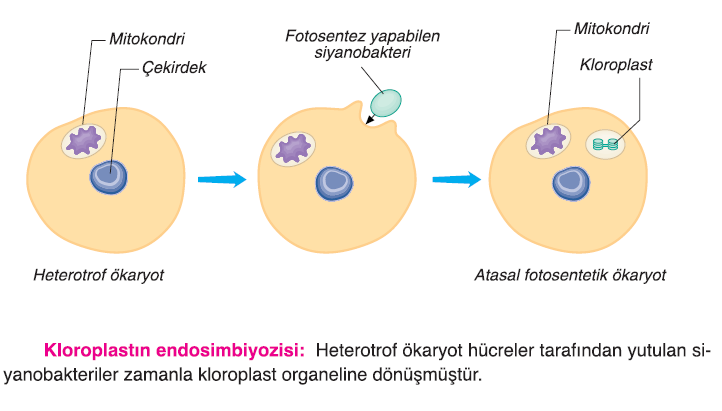 Mitokondri
Çekirdek
Fotosentez yapabilen
siyanobakteri
Mitokondri
Kloroplast
Heterotrof ökaryot
Atasal fotosentetik ökaryot
Kloroplastın endosimbiyozisi: Heterotrof ökaryot hücreler tarafından yutulan si-
yanobakteriler zamanla kloroplast organeline dönüşmüştür.